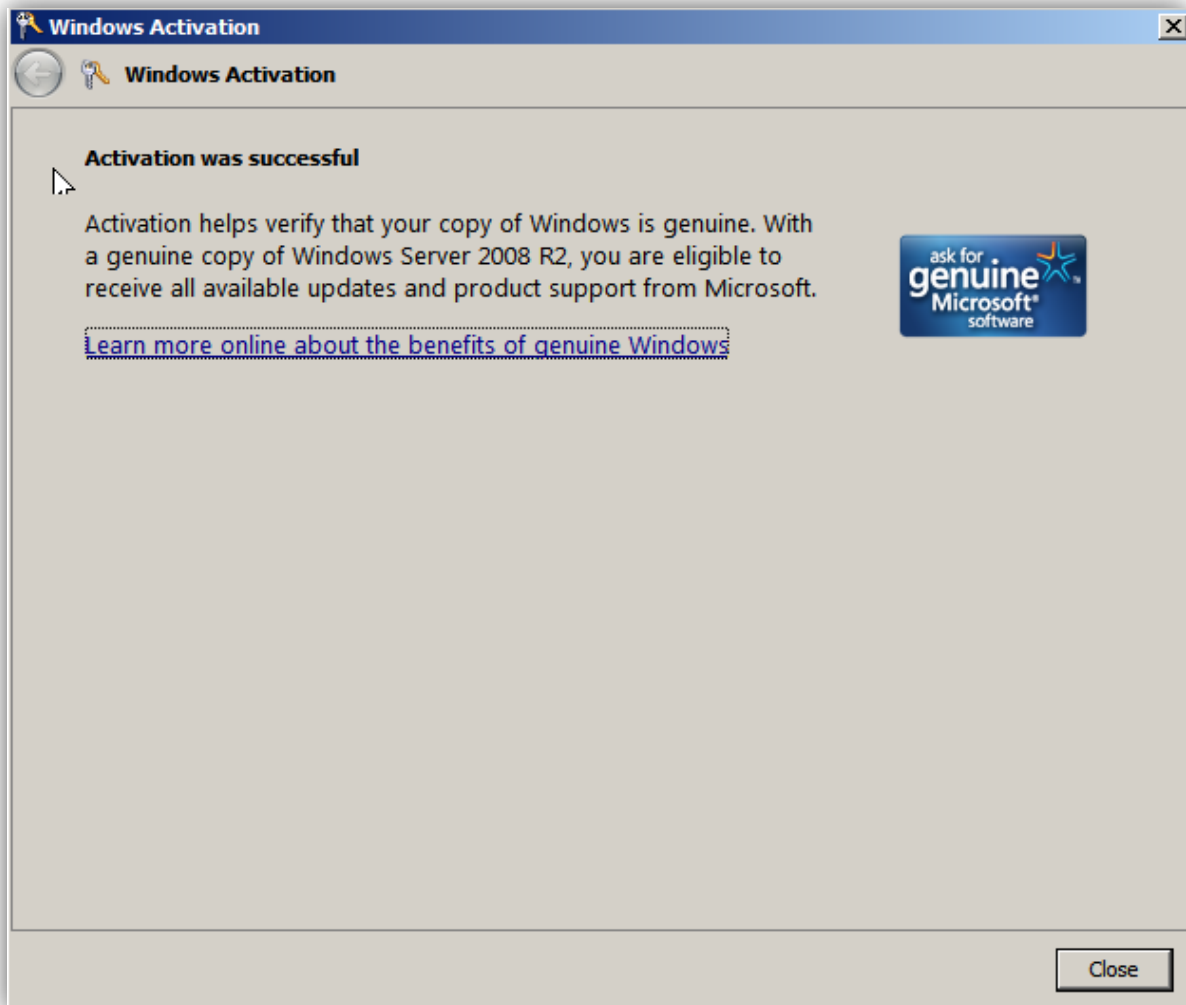 Windows Activation
Windows Activation
Activation was successful
Activation helps verify that your copy of Windows is genuine. With
a genuine copy of Windows Server 2008 R2, you are eligible to
receive all available updates and product support from Microsoft.
ask for
genuine™
Microsoft®
software
Learn more online about the benefits of genuine Windows
Close